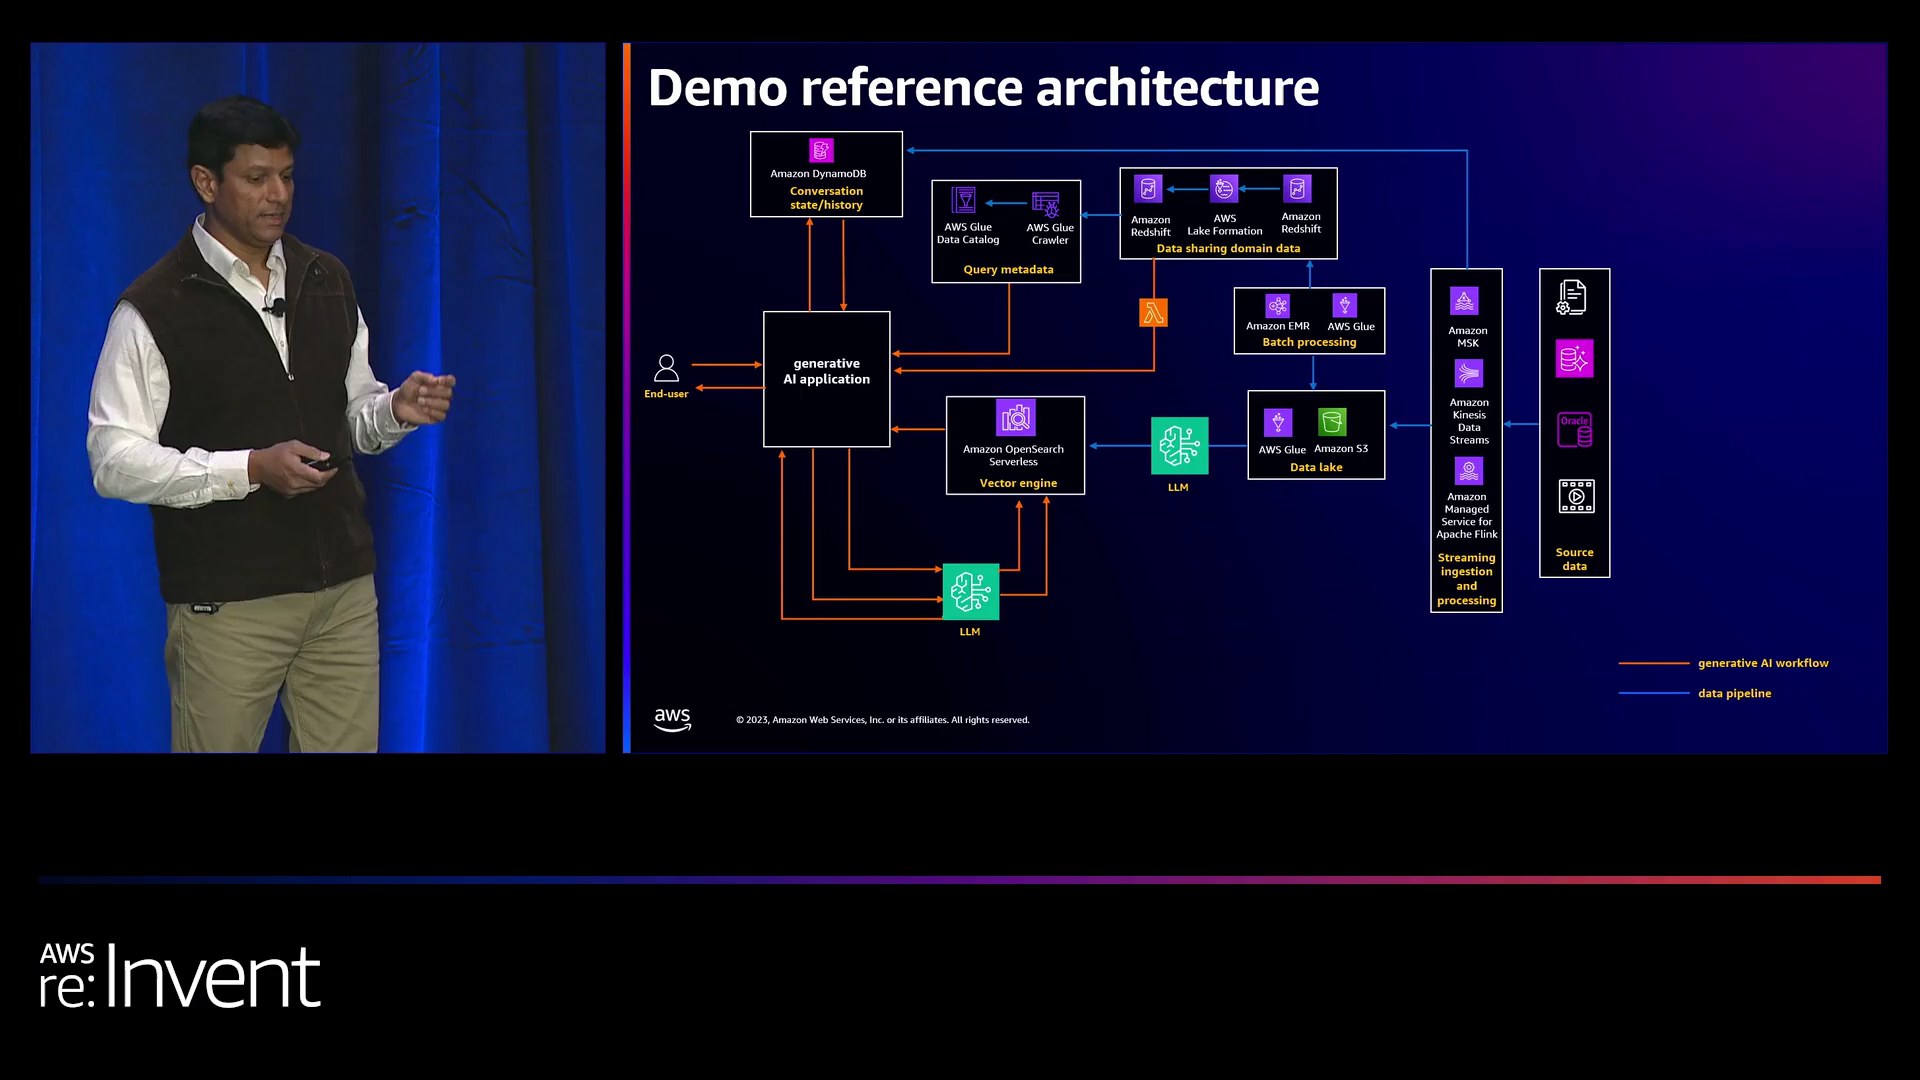 Demo reference architecture
Amazon DynamoDB
Conversation
state/history
AWS Glue
Data Catalog
AWS Glue
Crawler
Query metadata
Amazon
Redshift
AWS
Lake Formation
Amazon
Redshift
Data sharing domain data
Amazon EMR
AWS Glue
Batch processing
generative
AI application
End-user
Amazon OpenSearch
Serverless
Vector engine
LLM
AWS Glue
Amazon S3
Data lake
Amazon
MSK
Amazon
Kinesis
Data
Streams
Amazon
Managed
Service for
Apache Flink
Streaming
ingestion
and
processing
Oracle
Source
data
LLM
generative AI workflow
data pipeline
aws
© 2023, Amazon Web Services, Inc. or its affiliates. All rights reserved.
AWS
re:Invent